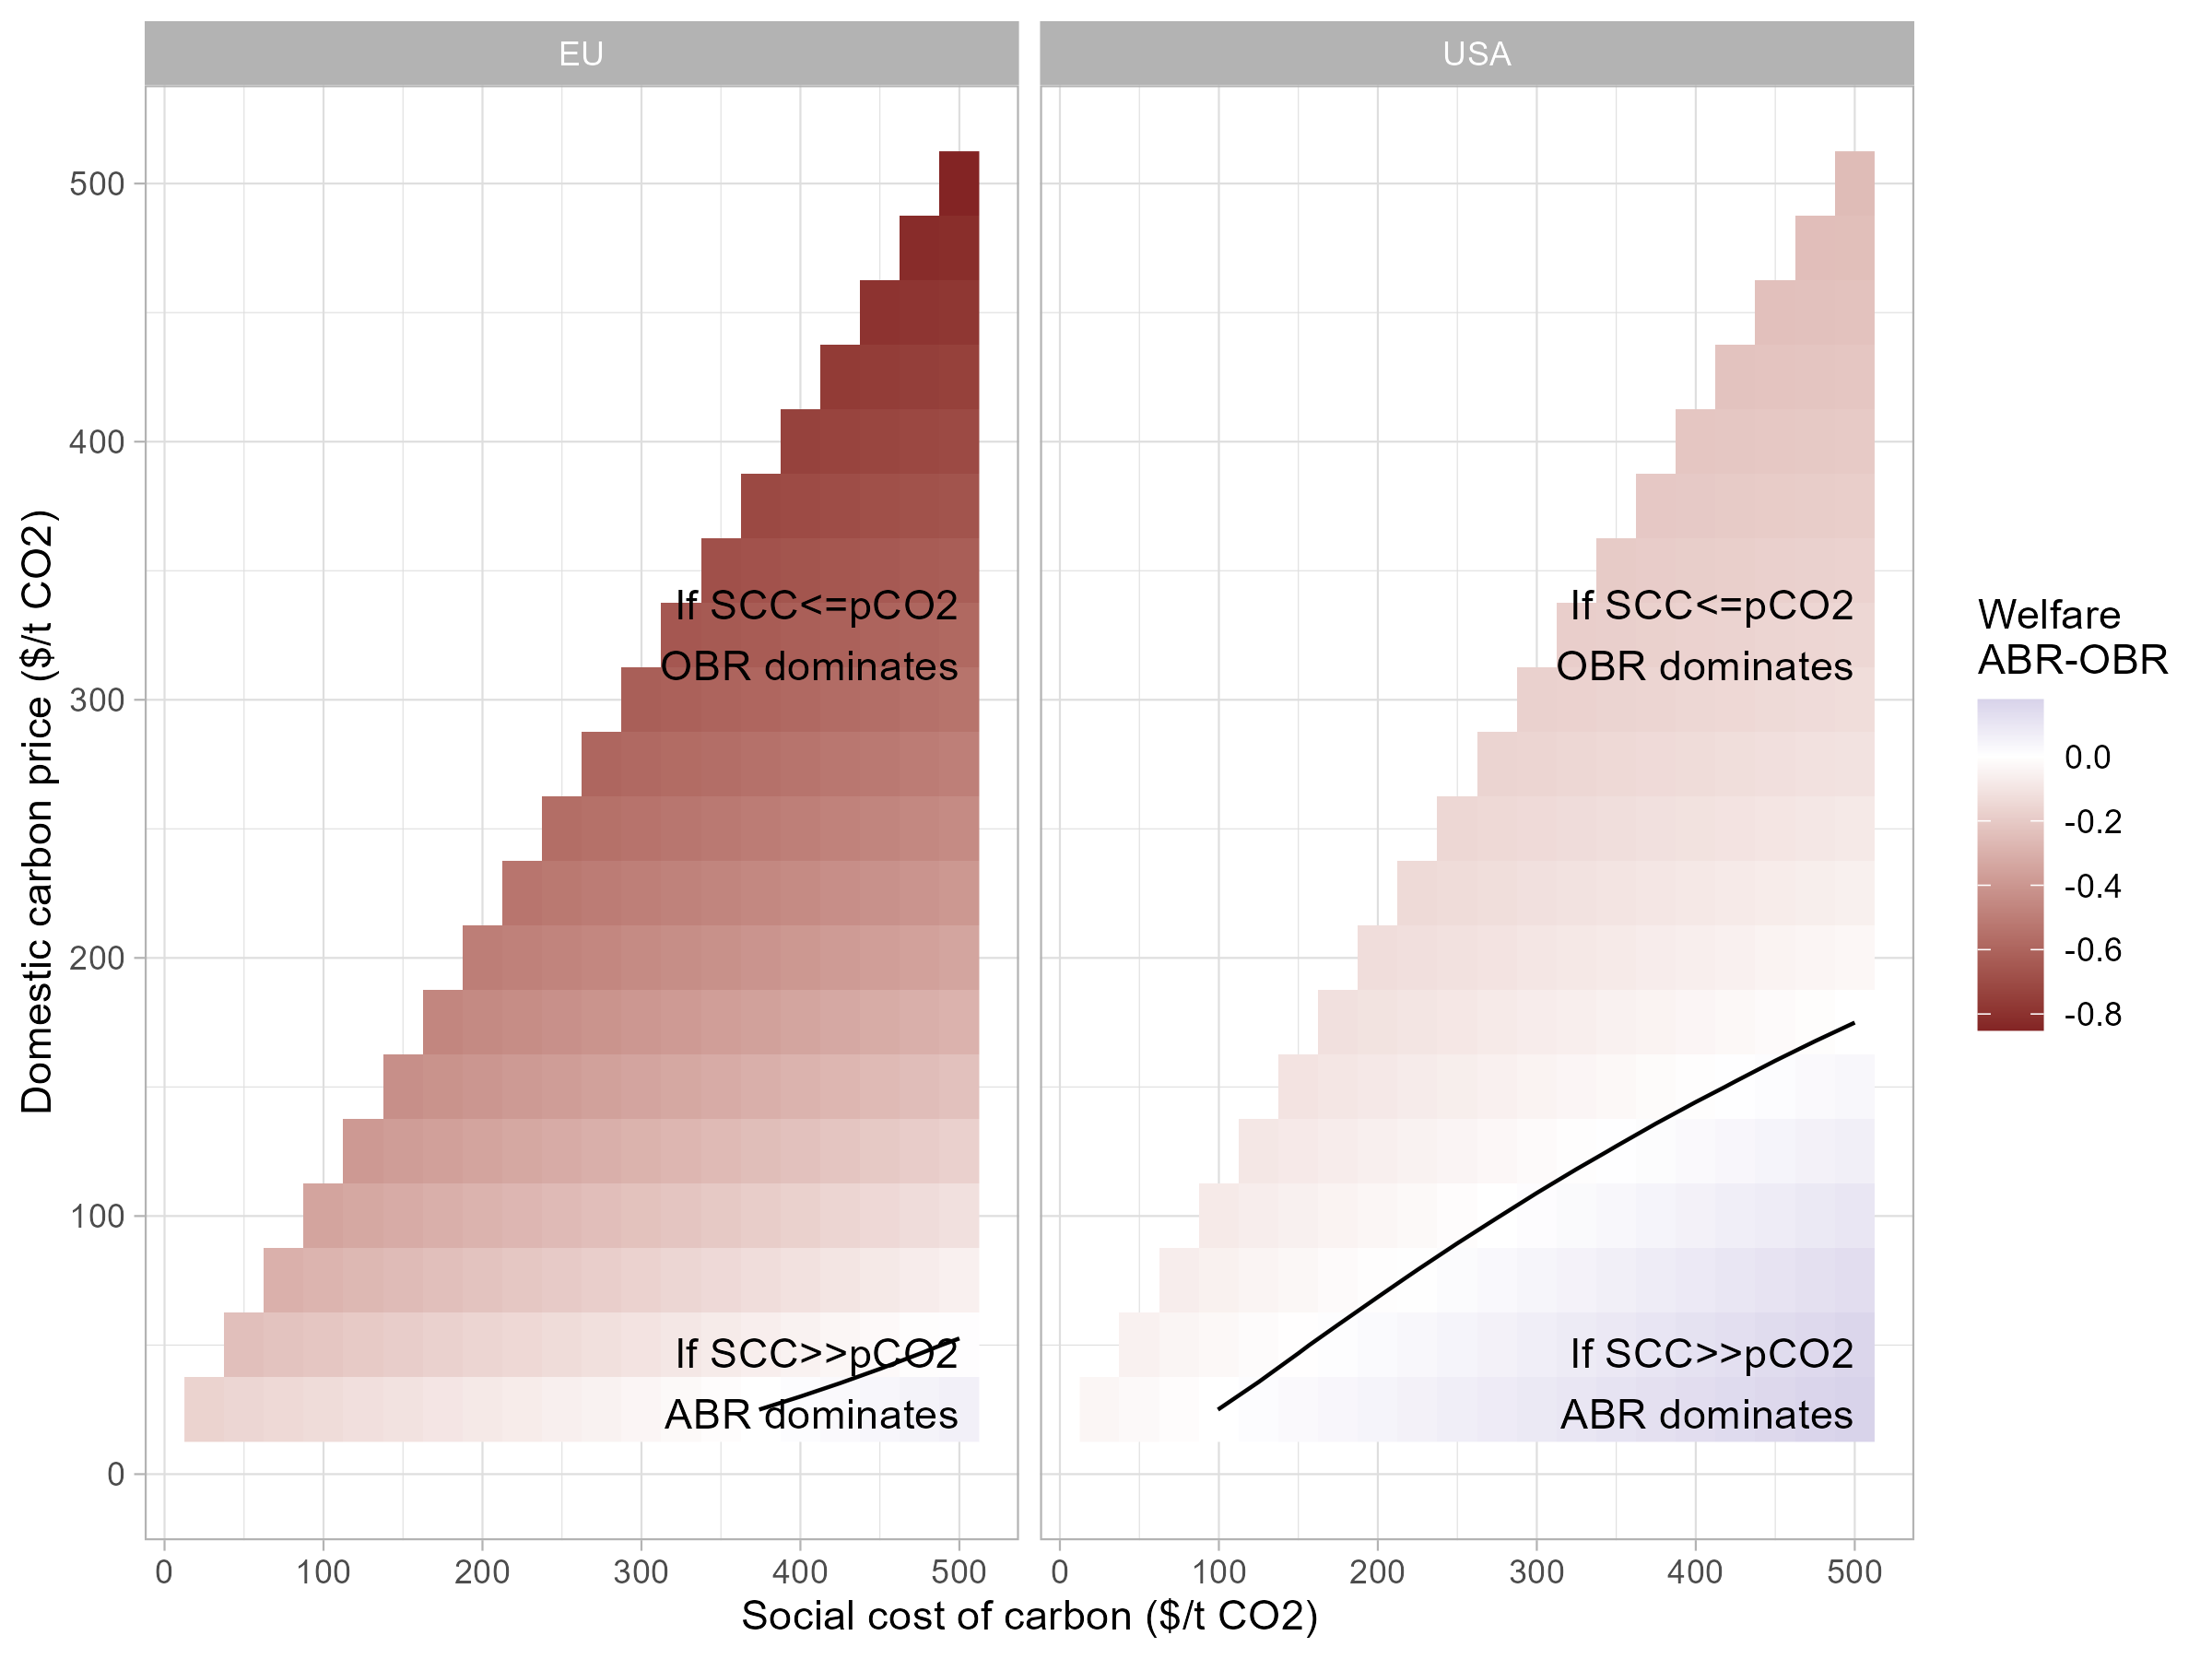 EU
USA
Domestic carbon price ($/t CO2)
500
400
300
200
100
0
If SCC<=pCO2
OBR dominates
If SCC>>pCO2
ABR dominates
If SCC<=pCO2
OBR dominates
If SCC>>pCO2
ABR dominates
0
100
200
300
400
500
0
100
200
300
400
500
Social cost of carbon ($/t CO2)
Welfare
ABR-OBR
0.0
-0.2
-0.4
-0.6
-0.8